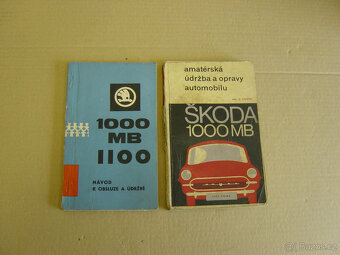 1000
MB
1100
NÁVOD
K OBSLUZE A ÚDRŽBĚ
amatérská
údržba a opravy
automobilu
ŠKODA
1000 MB